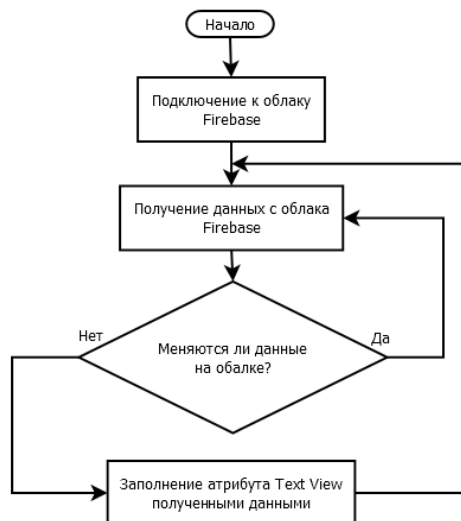 Начало
Подключение к облаку
Firebase
Получение данных с облака
Firebase
Нет
Да
Меняются ли данные
на обалке?
Заполнение атрибута Text View
полученными данными